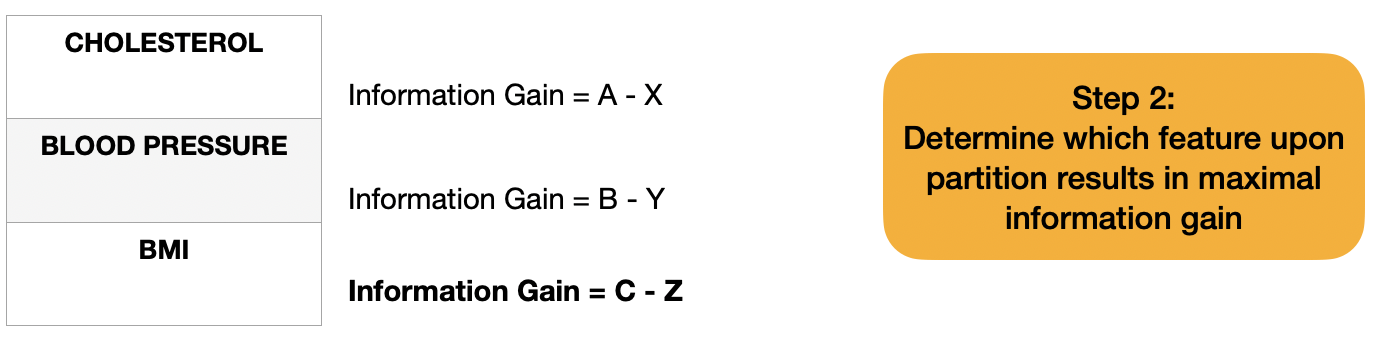 CHOLESTEROL
Information Gain = A - X
BLOOD PRESSURE
Information Gain = B - Y
BMI
Information Gain = C - Z
Step 2:
Determine which feature upon
partition results in maximal
information gain